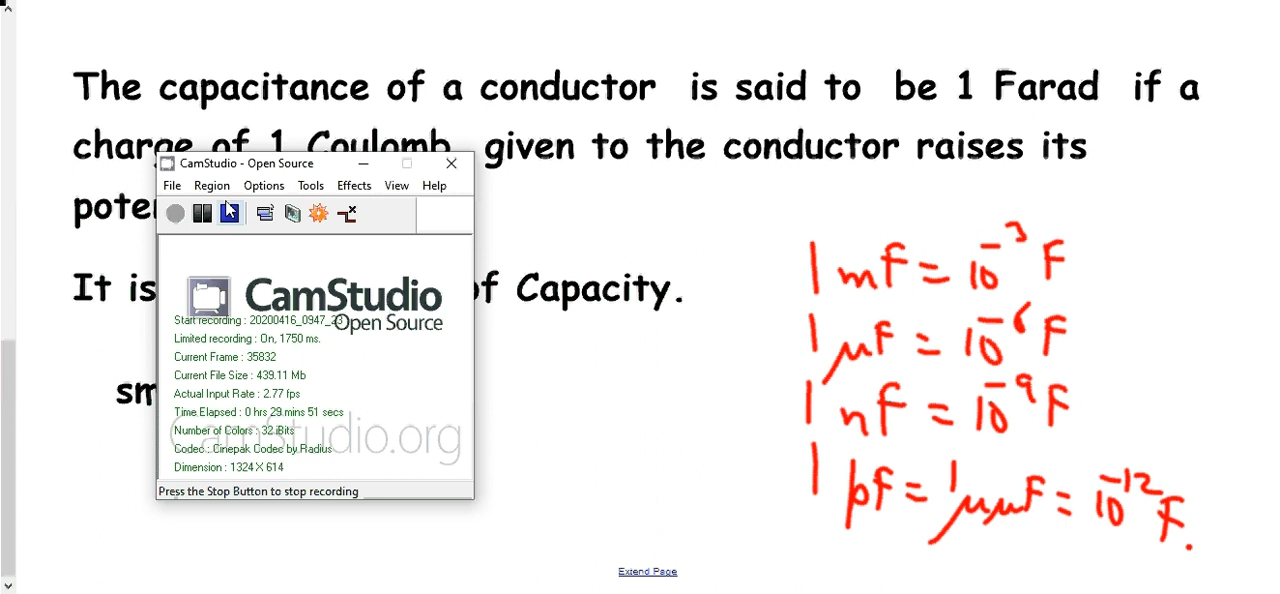 The capacitance of a conductor is said to be 1 Farad if a
charge of 1 Coulomb given to the conductor raises its
CamStudio - Open Source
File Region Options Tools Effects View Help
CamStudio
Open Source
Start recording : 20200416_0947_23
Limited recording : On, 1750 ms.
Current Frame : 35832
Current File Size : 439.11 Mb
Actual Input Rate : 2.77 fps
Time Elapsed : 0 hrs 29 mins 51 secs
Number of Colors : 32 iBits
Codec : Cinepak Codec by Radius
Dimension : 1324 X 614
CamStudio.org
Press the Stop Button to stop recording
It is of Capacity.
1 mF = 10⁻³ F
1 μF = 10⁻⁶ F
1 nF = 10⁻⁹ F
1 pF = 1 μμF = 10⁻¹² F.
Extend Page